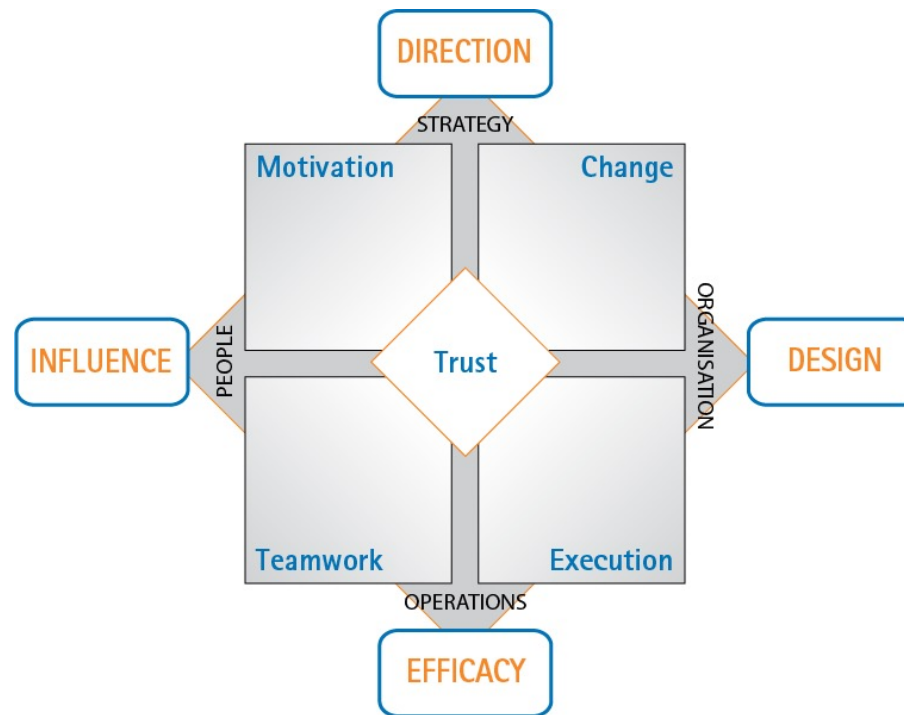 DIRECTION
STRATEGY
Motivation
Change
INFLUENCE
PEOPLE
Trust
ORGANISATION
DESIGN
Teamwork
Execution
OPERATIONS
EFFICACY